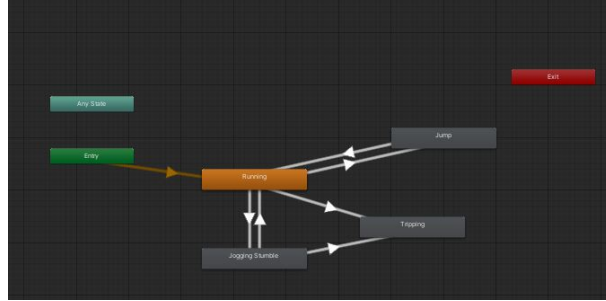 Exit
Any State
Jump
Entry
Running
Tripping
Jogging Stumble